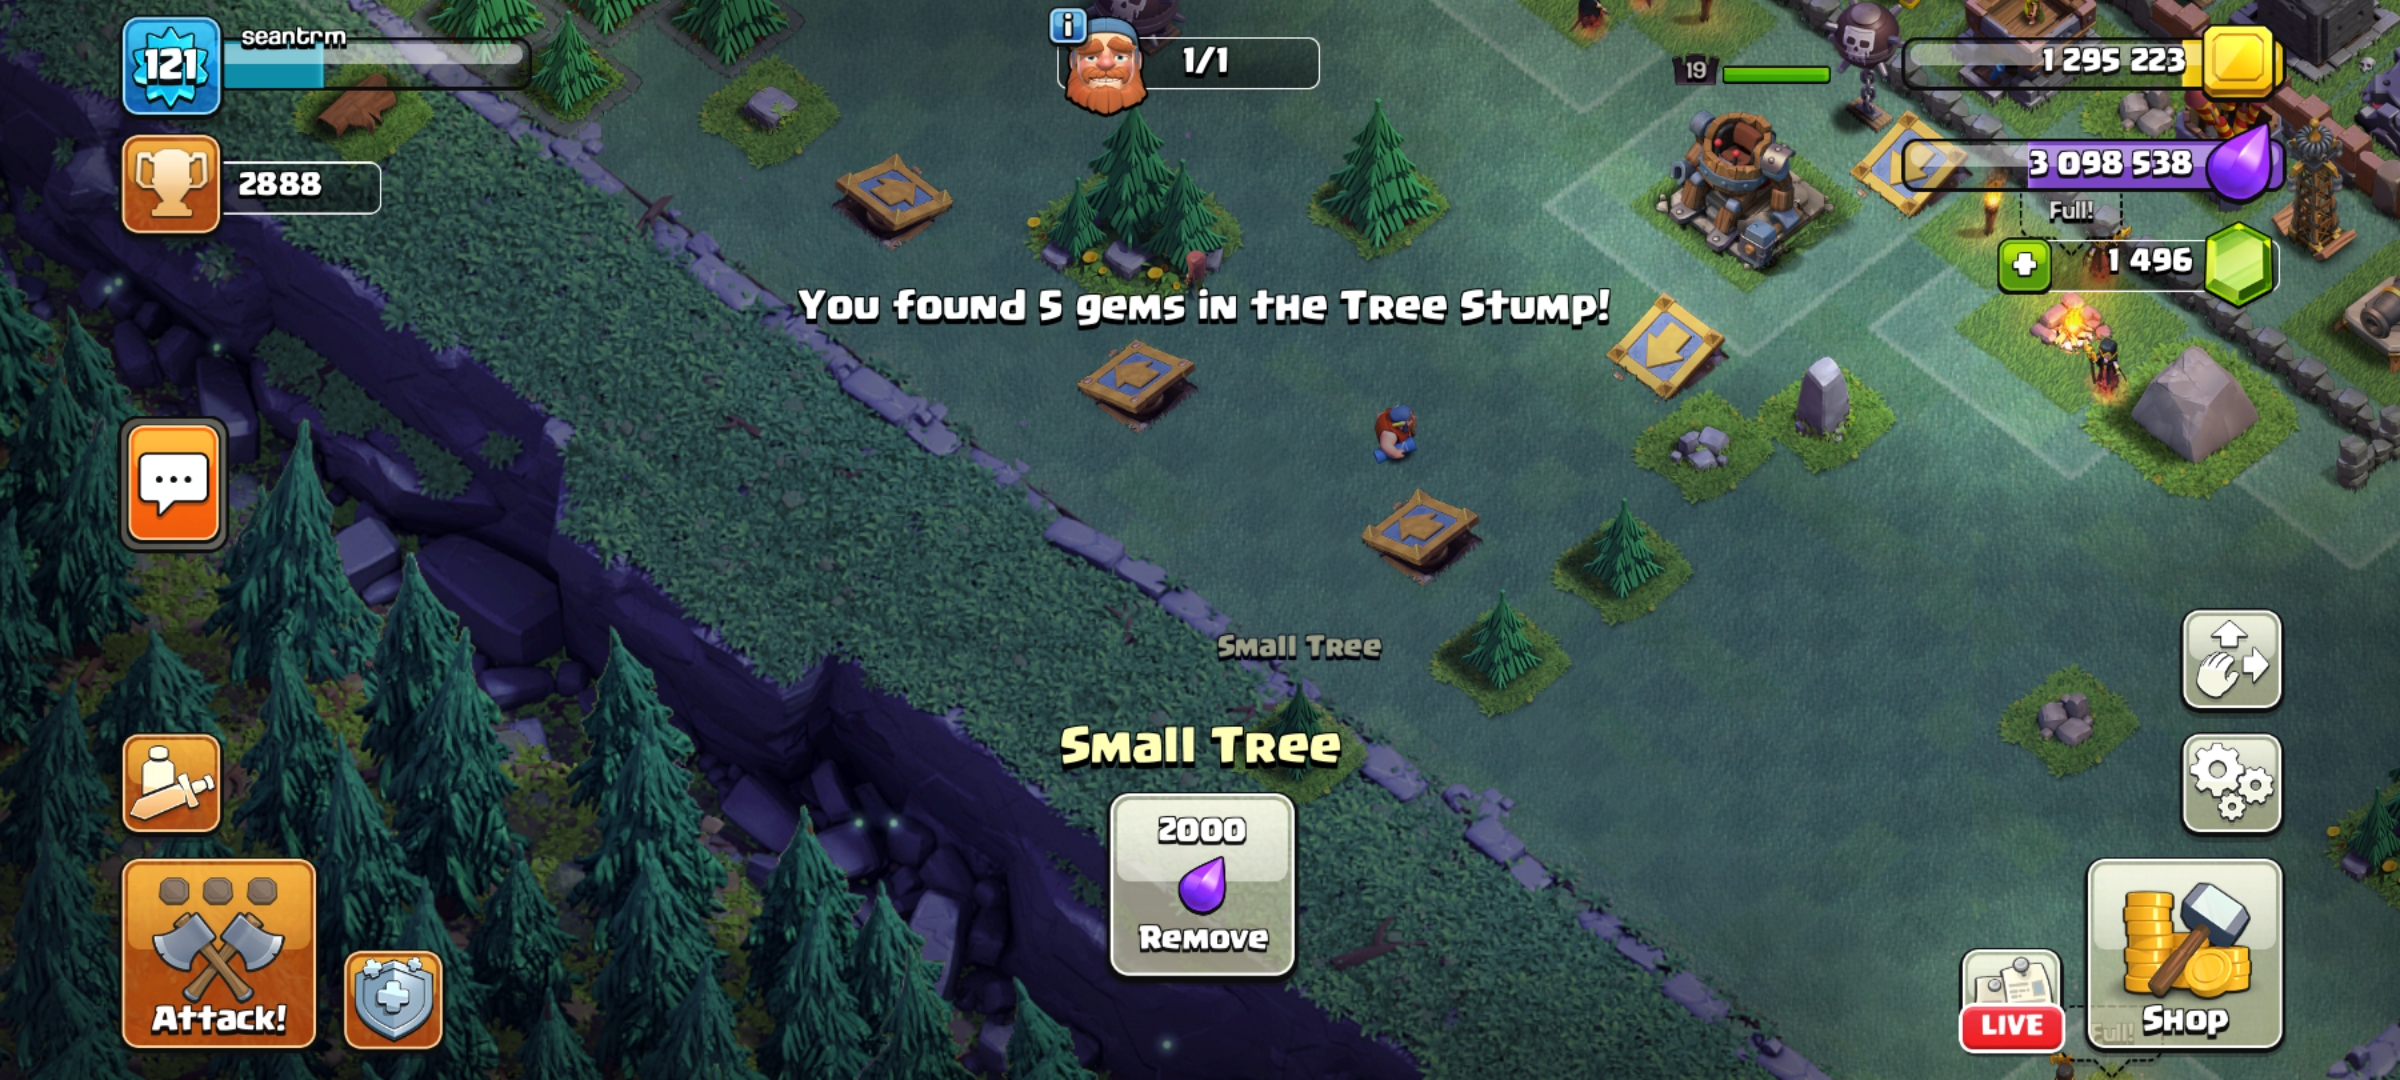 121
seantrm
1/1
19
1 295 223
2888
3 098 538
Full!
1 496
You found 5 gems in the Tree Stump!
Small Tree
Small Tree
2000
Remove
Attack!
LIVE
Full!
Shop